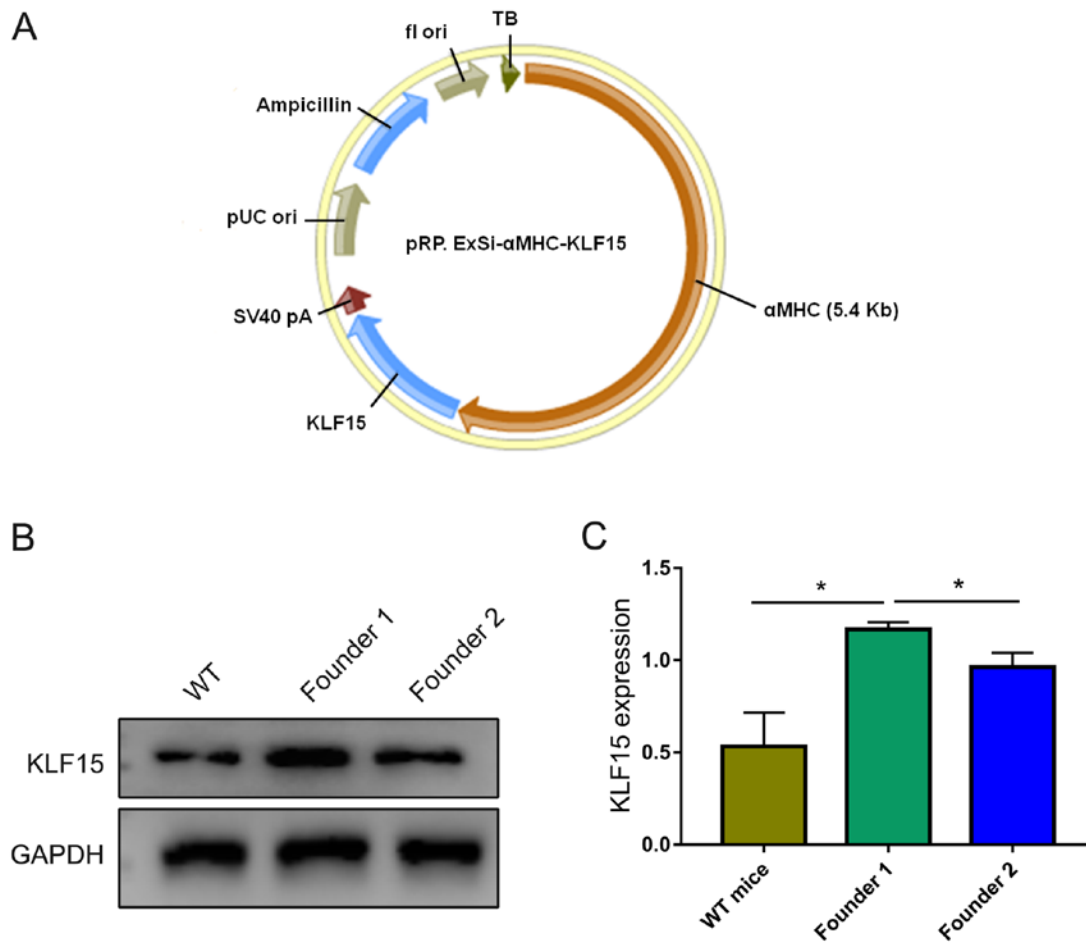 A
TB
fl ori
Ampicillin
pUC ori
pRP. ExSi-αMHC-KLF15
αMHC (5.4 Kb)
SV40 pA
KLF15
B
WT
Founder 1
Founder 2
KLF15
GAPDH
C
1.5
*
*
1.0
KLF15 expression
0.5
0.0
WT mice
Founder 1
Founder 2